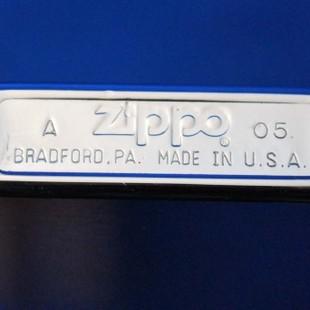 A Zippo 05
BRADFORD, PA. MADE IN U.S.A.